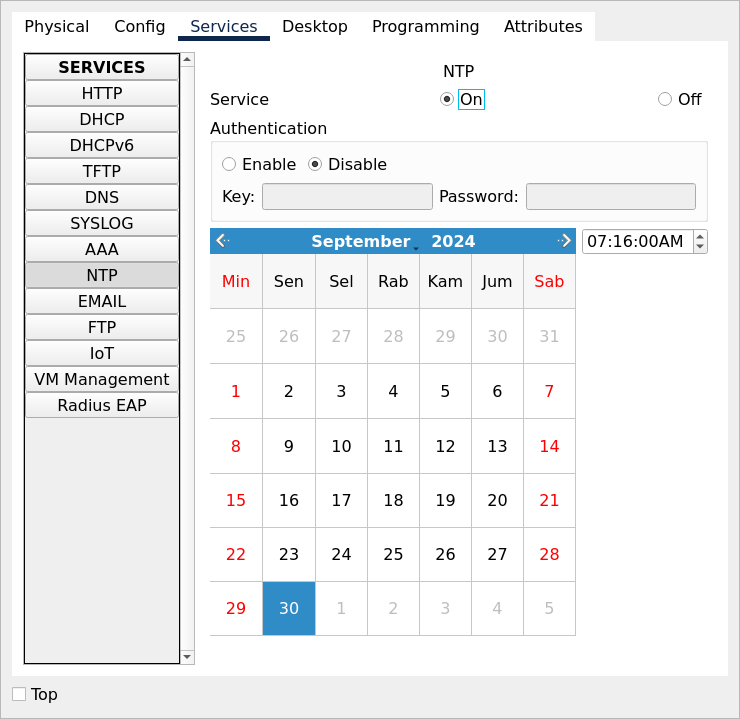 Physical Config Services Desktop Programming Attributes
SERVICES
HTTP
DHCP
DHCPv6
TFTP
DNS
SYSLOG
AAA
NTP
EMAIL
FTP
IoT
VM Management
Radius EAP
NTP
Service On Off
Authentication
Enable Disable
Key: Password:
September 2024 07:16:00AM
Min Sen Sel Rab Kam Jum Sab
25 26 27 28 29 30 31
1 2 3 4 5 6 7
8 9 10 11 12 13 14
15 16 17 18 19 20 21
22 23 24 25 26 27 28
29 30 1 2 3 4 5
Top